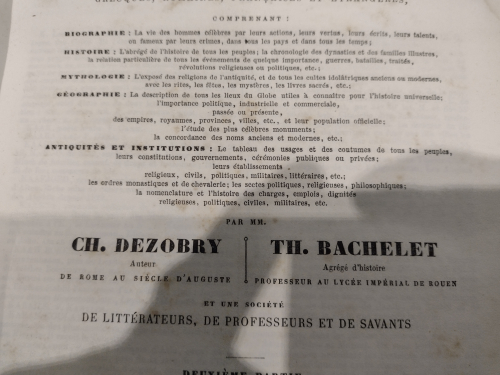 GRECQUES, ROMAINES, FRANÇAISES ET ÉTRANGÈRES,
COMPRENANT :
BIOGRAPHIE : La vie des hommes célèbres par leurs actions, leurs vertus, leurs écrits, leurs talents,
ou fameux par leurs crimes, dans tous les pays et dans tous les temps;
HISTOIRE : L'abrégé de l'histoire de tous les peuples; la chronologie des dynasties et des familles illustres,
la relation particulière de tous les événements de quelque importance, guerres, batailles, traités,
révolutions religieuses ou politiques, etc.;
MYTHOLOGIE : L'exposé des religions de l'antiquité, et de tous les cultes idolâtriques anciens ou modernes,
avec les rites, les fêtes, les mystères, les livres sacrés, etc.;
GÉOGRAPHIE : La description de tous les lieux du Globe utiles à connaître pour l'histoire universelle;
l'importance politique, industrielle et commerciale,
passée ou présente,
des empires, royaumes, provinces, villes, etc., et leur population officielle;
l'étude des plus célèbres monuments;
la concordance des noms anciens et modernes, etc.;
ANTIQUITÉS ET INSTITUTIONS : Le tableau des usages et des coutumes de tous les peuples,
leurs constitutions, gouvernements, cérémonies publiques ou privées;
leurs établissements
religieux, civils, politiques, militaires, littéraires, etc.;
les ordres monastiques et de chevalerie; les sectes politiques, religieuses, philosophiques;
la nomenclature et l'histoire des charges, emplois, dignités
religieuses, politiques, civiles, militaires, etc.
PAR MM.
CH. DEZOBRY
Auteur
DE ROME AU SIÈCLE D'AUGUSTE
TH. BACHELET
Agrégé d'histoire
PROFESSEUR AU LYCÉE IMPÉRIAL DE ROUEN
ET UNE SOCIÉTÉ
DE LITTÉRATEURS, DE PROFESSEURS ET DE SAVANTS
DEUXIÈME PARTIE